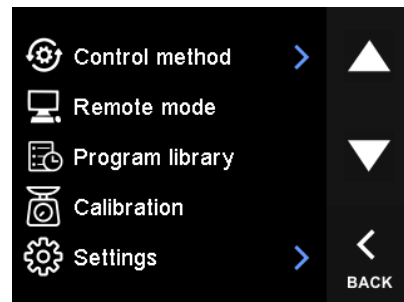 Control method
Remote mode
Program library
Calibration
Settings
BACK